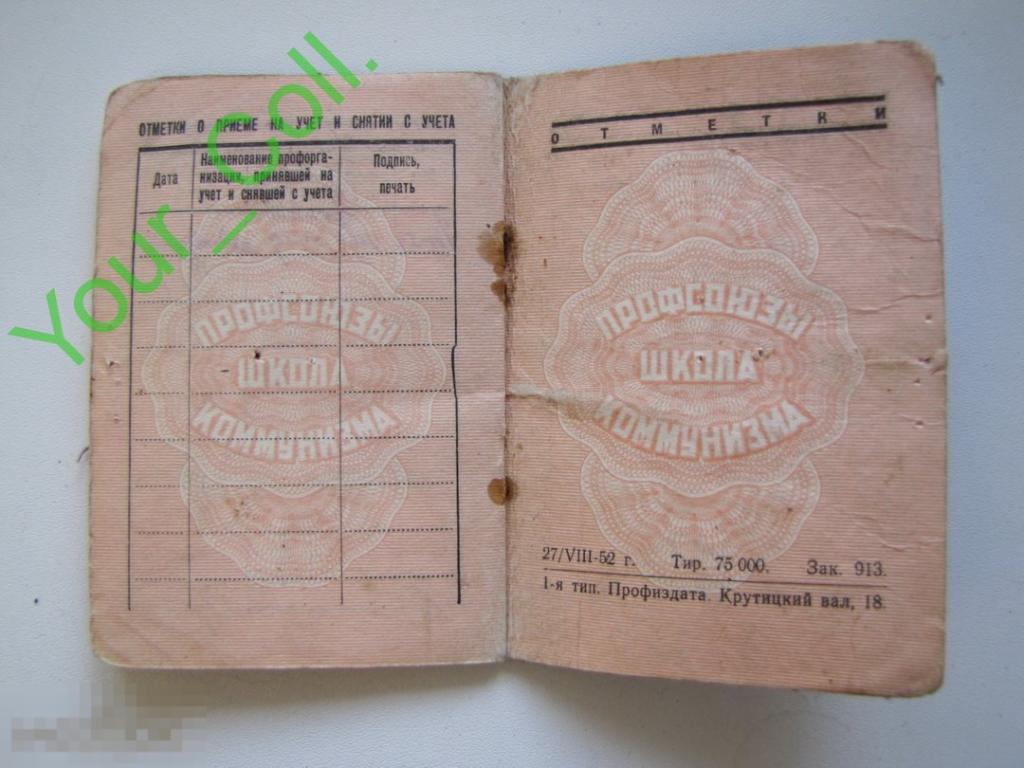 ОТМЕТКИ О ПРИЕМЕ НА УЧЕТ И СНЯТИИ С УЧЕТА
Дата
Наименование профорга-
низации, принявшей на
учет и снявшей с учета
Подпись,
печать
ПРОФСОЮЗЫ
ШКОЛА
КОММУНИЗМА
ОТМЕТКИ
ПРОФСОЮЗЫ
ШКОЛА
КОММУНИЗМА
27/VIII-52 г. Тир. 75 000. Зак. 913.
1-я тип. Профиздата. Крутицкий вал, 18.
Your_Coll.